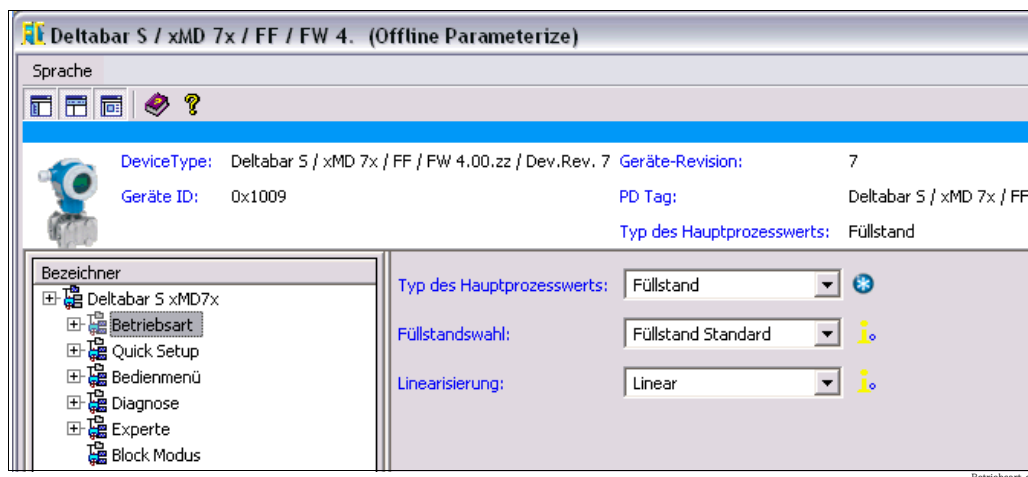 Deltabar S / xMD 7x / FF / FW 4. (Offline Parameterize)
Sprache
DeviceType: Deltabar S / xMD 7x / FF / FW 4.00.zz / Dev.Rev. 7 Geräte-Revision: 7
Geräte ID: 0x1009 PD Tag: Deltabar S / xMD 7x / FF
Typ des Hauptprozesswerts: Füllstand
Bezeichner
Deltabar S xMD7x
Betriebsart
Quick Setup
Bedienmenü
Diagnose
Experte
Block Modus
Typ des Hauptprozesswerts: Füllstand
Füllstandswahl: Füllstand Standard
Linearisierung: Linear